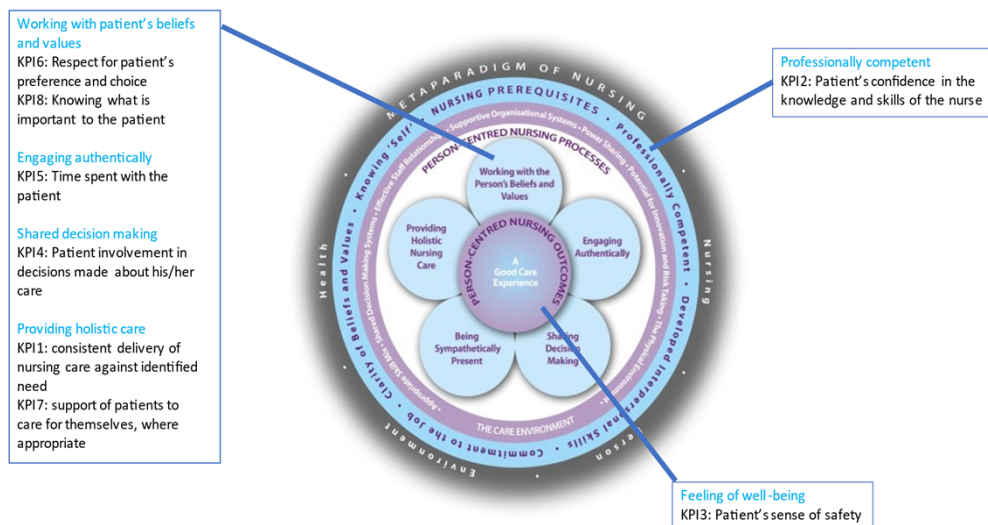 Working with patient's beliefs
and values
KPI6: Respect for patient's
preference and choice
KPI8: Knowing what is
important to the patient
Engaging authentically
KPI5: Time spent with the
patient
Shared decision making
KPI4: Patient involvement in
decisions made about his/her
care
Providing holistic care
KPI1: consistent delivery of
nursing care against identified
need
KPI7: support of patients to
care for themselves, where
appropriate
METAPARADIGM OF NURSING
Nursing
Person
Environment
Health
NURSING PREREQUISITES • Professionally Competent • Developed Interpersonal Skills • Commitment to the Job • Clarity of Beliefs and Values • Knowing 'Self' •
• Appropriate Skill Mix • Shared Decision Making Systems • Effective Staff Relationships • Supportive Organisational Systems • Power Sharing • Potential for Innovation and Risk Taking • The Physical Environment •
THE CARE ENVIRONMENT
PERSON-CENTRED NURSING PROCESSES
Working with the
Person's Beliefs and
Values
Engaging
Authentically
Sharing
Decision
Making
Being
Sympathetically
Present
Providing
Holistic
Nursing
Care
PERSON-CENTRED NURSING OUTCOMES
A
Good Care
Experience
Professionally competent
KPI2: Patient's confidence in the
knowledge and skills of the nurse
Feeling of well-being
KPI3: Patient's sense of safety